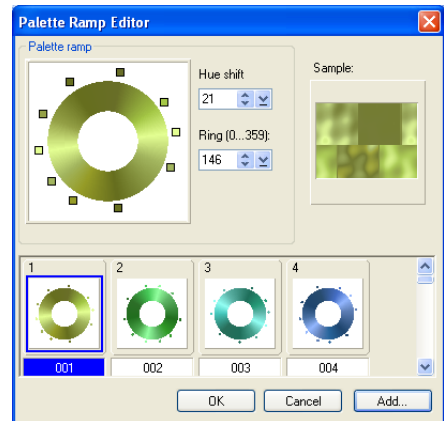 Palette Ramp Editor
Palette ramp
Hue shift
21
Ring (0...359):
146
Sample:
1
2
3
4
001
002
003
004
OK
Cancel
Add...